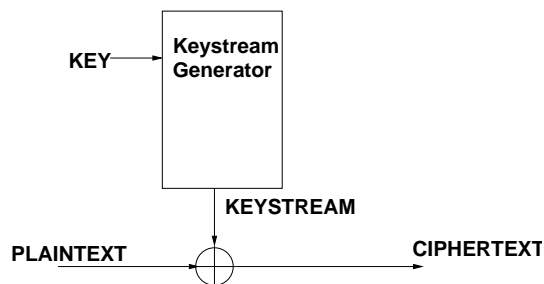 KEY
Keystream
Generator
KEYSTREAM
PLAINTEXT
CIPHERTEXT